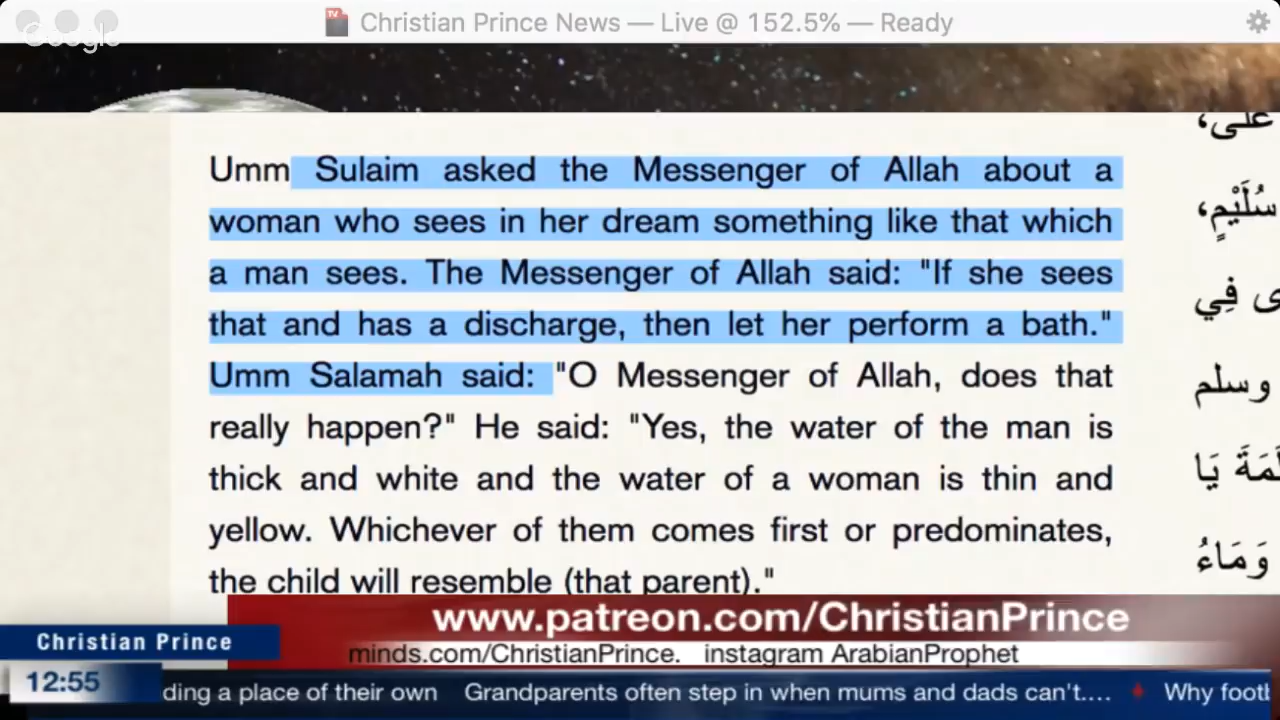 Christian Prince News — Live @ 152.5% — Ready
Google
Umm Sulaim asked the Messenger of Allah about a
woman who sees in her dream something like that which
a man sees. The Messenger of Allah said: "If she sees
that and has a discharge, then let her perform a bath."
Umm Salamah said: "O Messenger of Allah, does that
really happen?" He said: "Yes, the water of the man is
thick and white and the water of a woman is thin and
yellow. Whichever of them comes first or predominates,
the child will resemble (that parent)."
على،
سُلَيْمٍ،
ى فِي
وسلم
لَمَةَ يَا
وَمَاءُ
www.patreon.com/ChristianPrince
Christian Prince
minds.com/ChristianPrince. instagram ArabianProphet
12:55
ding a place of their own Grandparents often step in when mums and dads can't.... Why footb